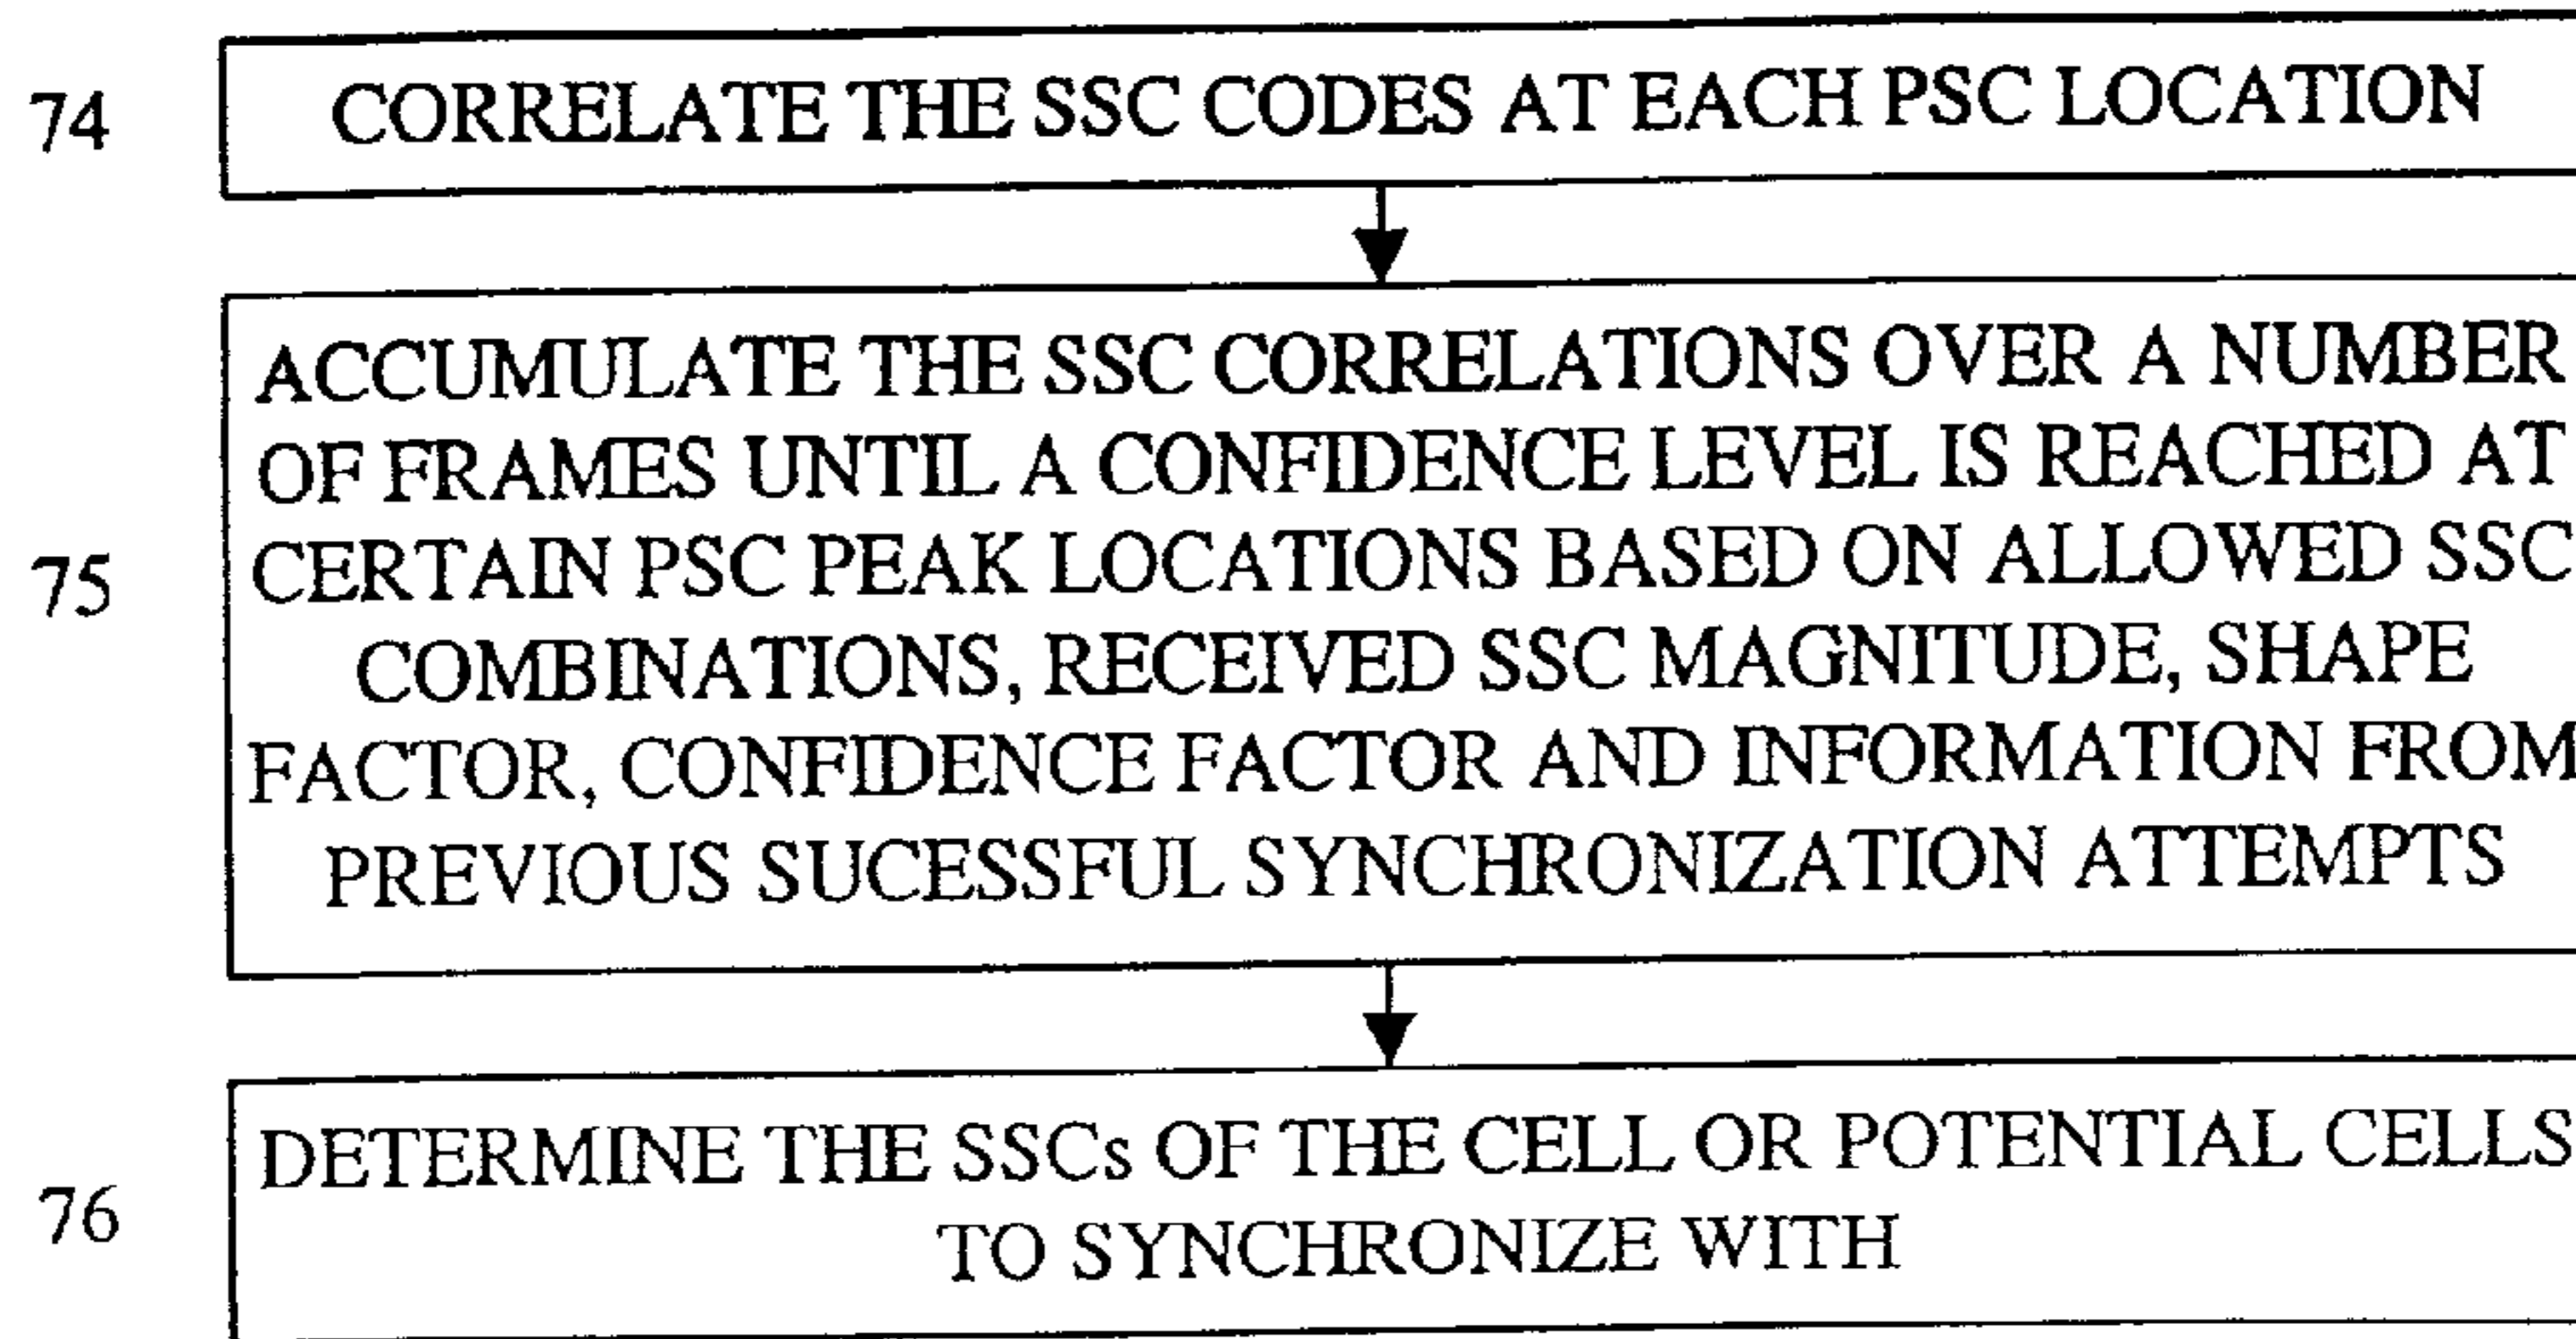 74
CORRELATE THE SSC CODES AT EACH PSC LOCATION
75
ACCUMULATE THE SSC CORRELATIONS OVER A NUMBER
OF FRAMES UNTIL A CONFIDENCE LEVEL IS REACHED AT
CERTAIN PSC PEAK LOCATIONS BASED ON ALLOWED SSC
COMBINATIONS, RECEIVED SSC MAGNITUDE, SHAPE
FACTOR, CONFIDENCE FACTOR AND INFORMATION FROM
PREVIOUS SUCESSFUL SYNCHRONIZATION ATTEMPTS
76
DETERMINE THE SSCs OF THE CELL OR POTENTIAL CELLS
TO SYNCHRONIZE WITH